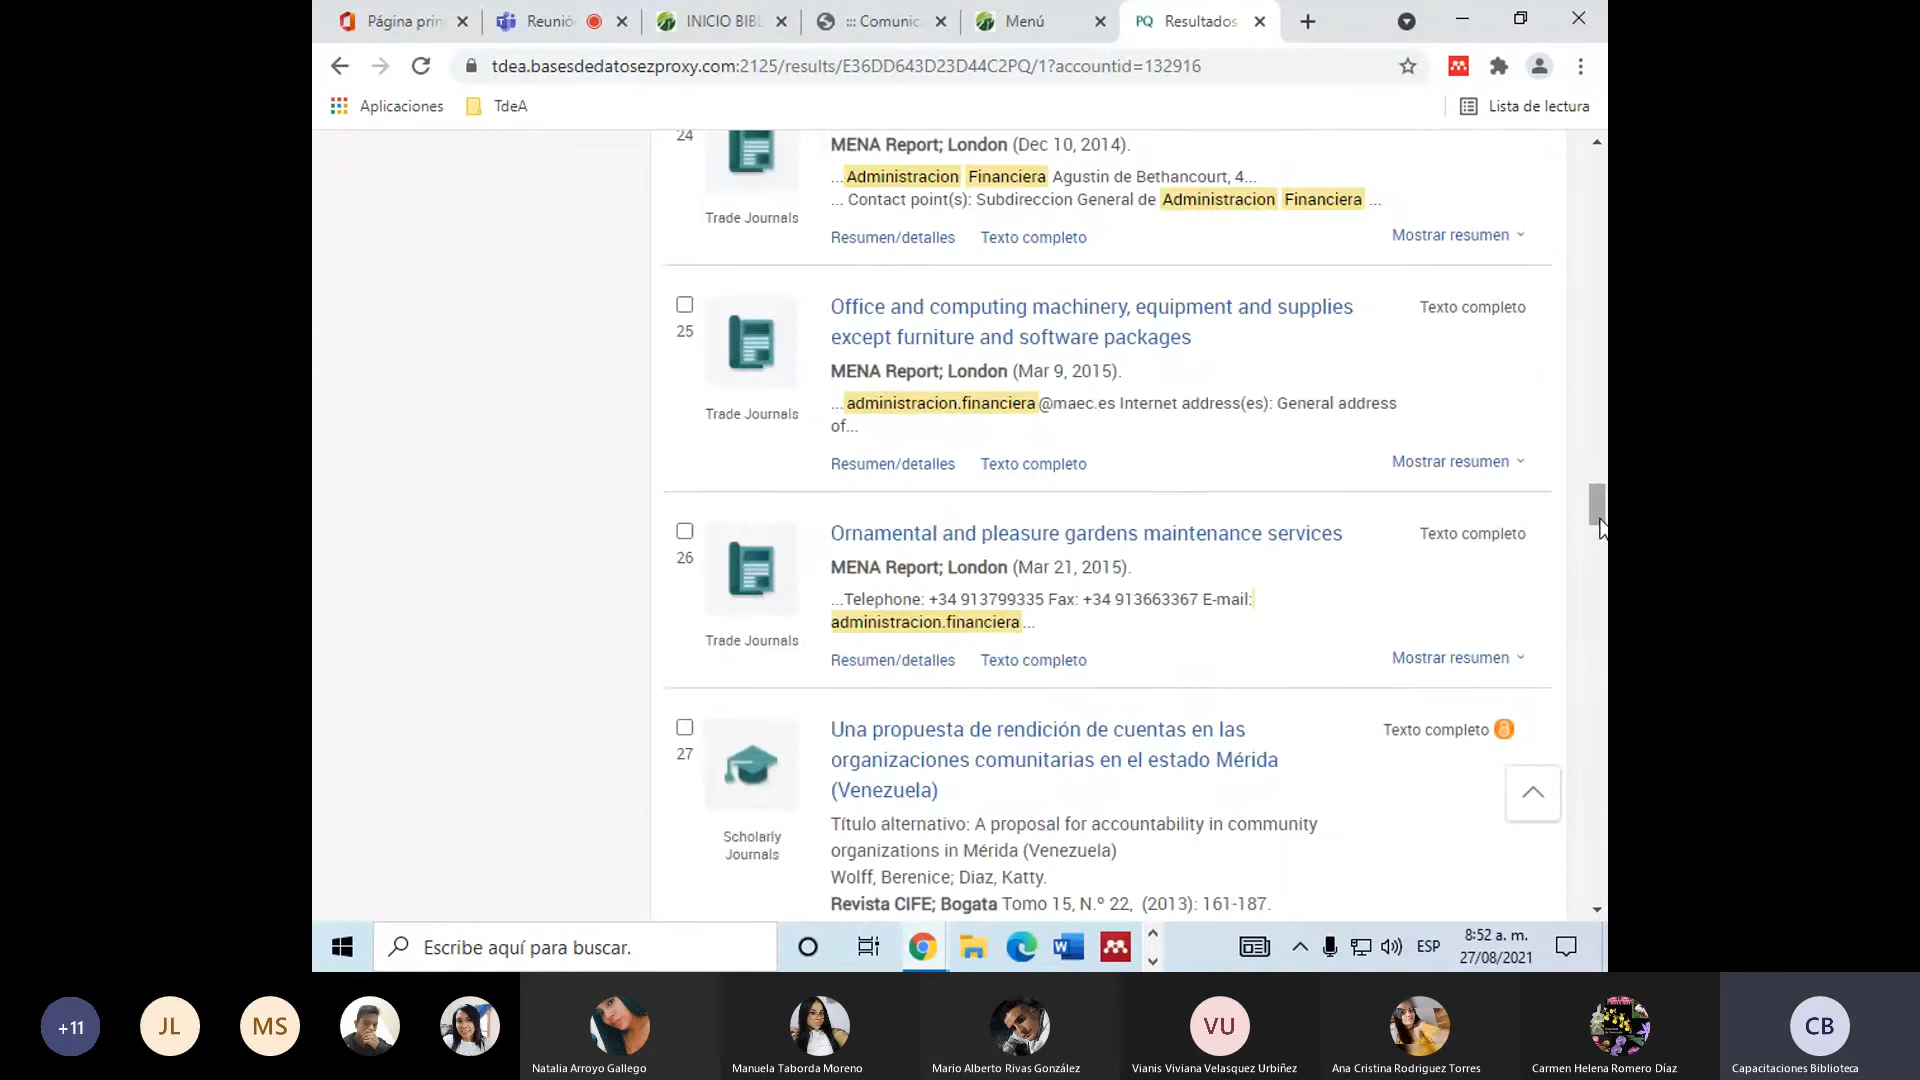 Página prin
Reunió
INICIO BIBL
::: Comunic
Menú
PQ Resultados
tdea.basesdedatosezproxy.com:2125/results/E36DD643D23D44C2PQ/1?accountid=132916
Aplicaciones
TdeA
Lista de lectura
24
MENA Report; London (Dec 10, 2014).
...Administracion Financiera Agustin de Bethancourt, 4...
... Contact point(s): Subdireccion General de Administracion Financiera ...
Trade Journals
Resumen/detalles Texto completo
Mostrar resumen
25
Office and computing machinery, equipment and supplies
except furniture and software packages
Texto completo
MENA Report; London (Mar 9, 2015).
...administracion.financiera@maec.es Internet address(es): General address
of...
Trade Journals
Resumen/detalles Texto completo
Mostrar resumen
26
Ornamental and pleasure gardens maintenance services
Texto completo
MENA Report; London (Mar 21, 2015).
...Telephone: +34 913799335 Fax: +34 913663367 E-mail:
administracion.financiera...
Trade Journals
Resumen/detalles Texto completo
Mostrar resumen
27
Una propuesta de rendición de cuentas en las
organizaciones comunitarias en el estado Mérida
(Venezuela)
Texto completo
Título alternativo: A proposal for accountability in community
organizations in Mérida (Venezuela)
Wolff, Berenice; Diaz, Katty.
Revista CIFE; Bogata Tomo 15, N.º 22, (2013): 161-187.
Scholarly
Journals
Escribe aquí para buscar.
ESP
8:52 a. m.
27/08/2021
+11
JL
MS
VU
CB
Natalia Arroyo Gallego
Manuela Taborda Moreno
Mario Alberto Rivas González
Vianis Viviana Velasquez Urbiñez
Ana Cristina Rodriguez Torres
Carmen Helena Romero Díaz
Capacitaciones Biblioteca